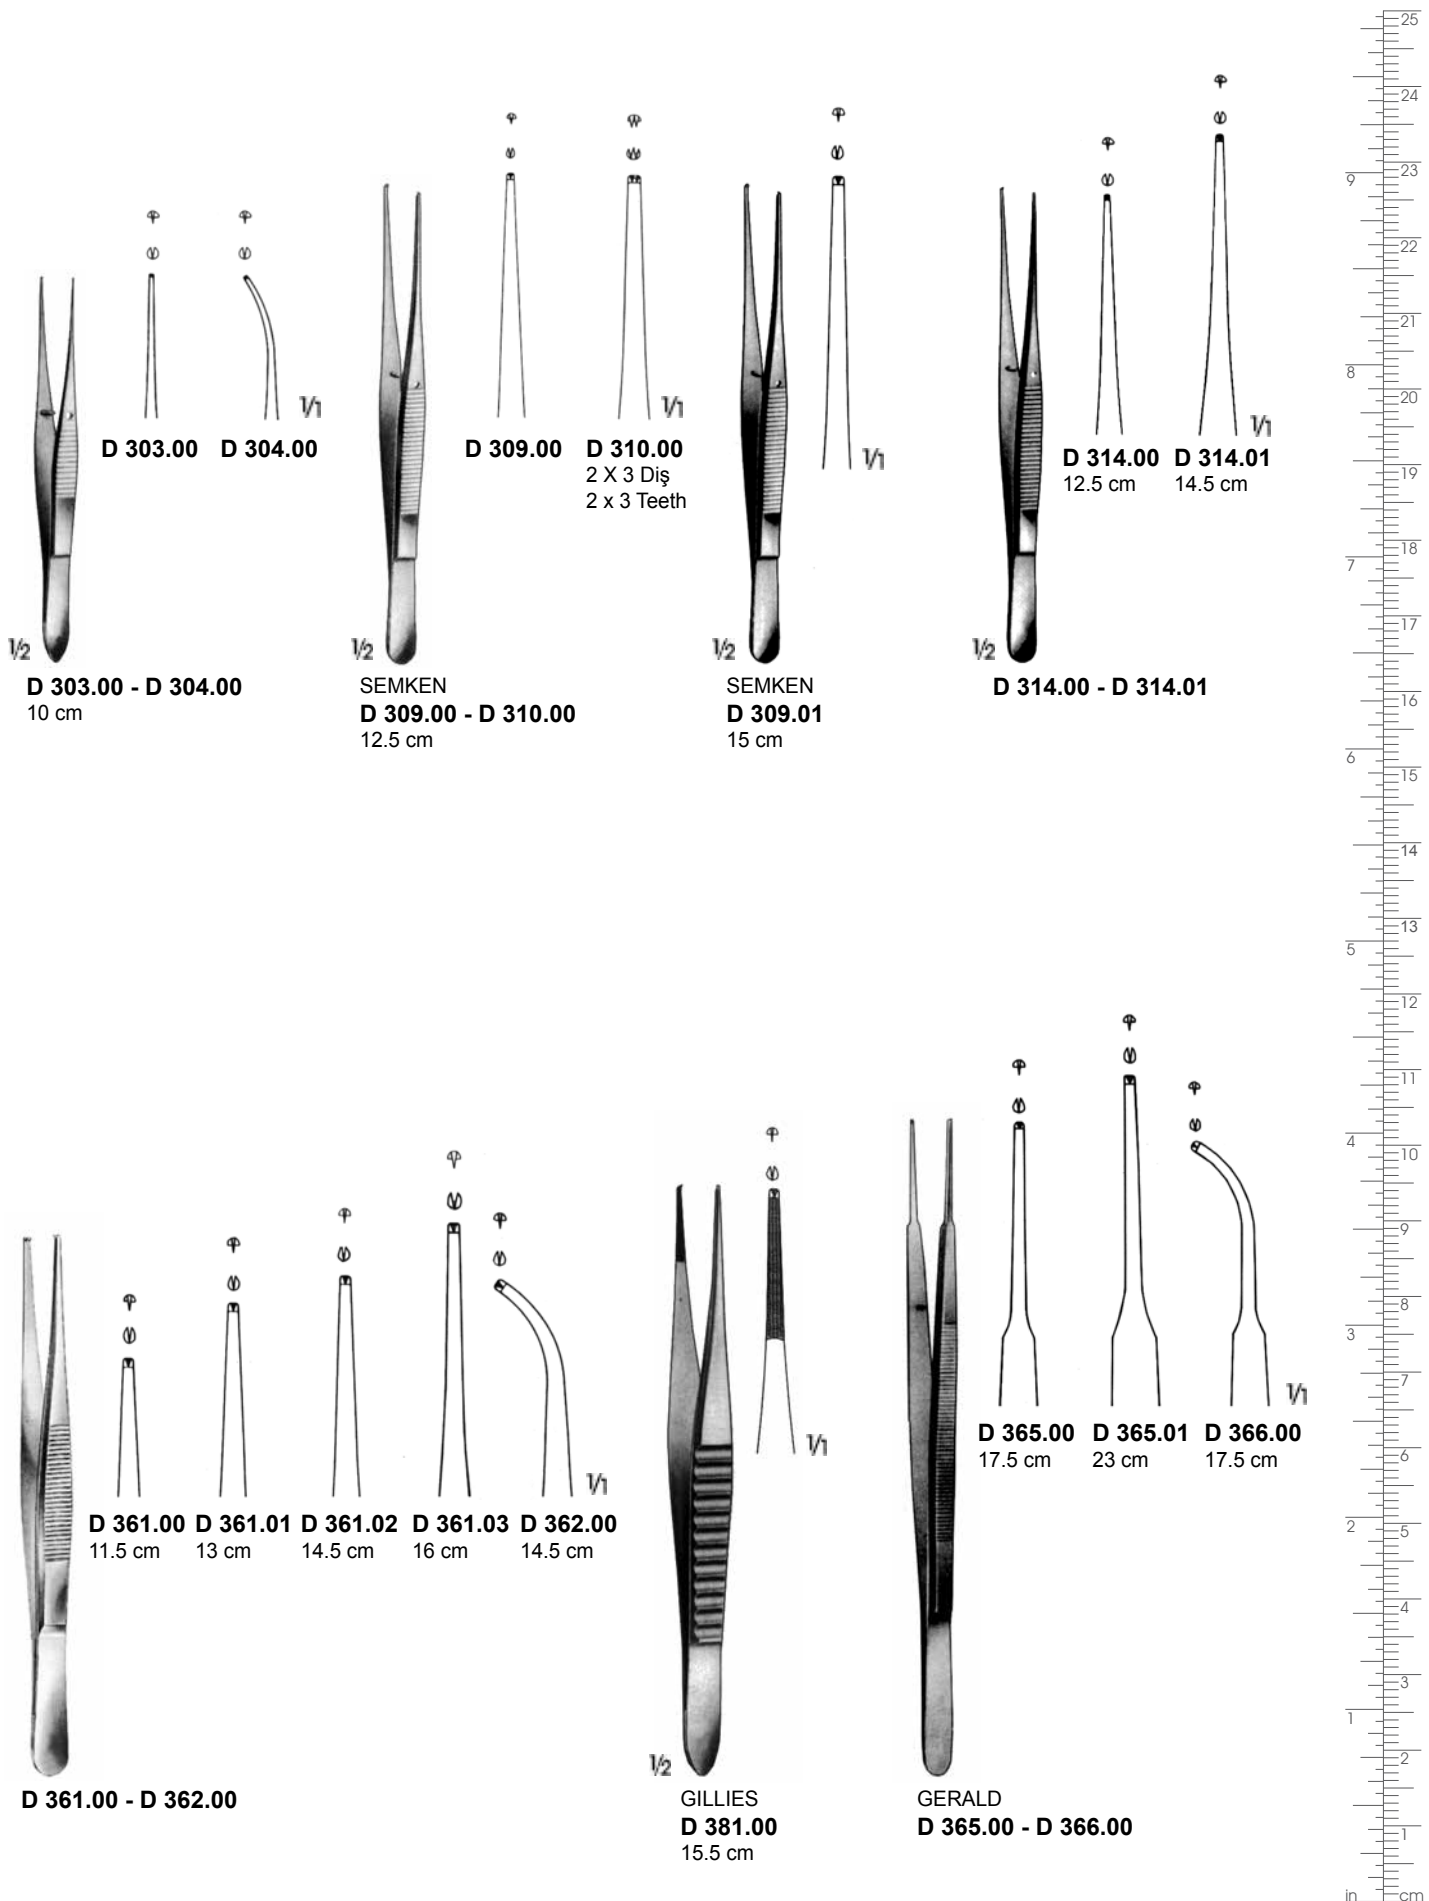 1/1
D 303.00 D 304.00
1/2
D 303.00 - D 304.00
10 cm
1/1
D 309.00 D 310.00
2 X 3 Diş
2 x 3 Teeth
1/2
SEMKEN
D 309.00 - D 310.00
12.5 cm
1/1
1/2
SEMKEN
D 309.01
15 cm
1/1
D 314.00 D 314.01
12.5 cm 14.5 cm
1/2
D 314.00 - D 314.01
1/1
D 361.00 D 361.01 D 361.02 D 361.03 D 362.00
11.5 cm 13 cm 14.5 cm 16 cm 14.5 cm
D 361.00 - D 362.00
1/1
1/2
GILLIES
D 381.00
15.5 cm
1/1
D 365.00 D 365.01 D 366.00
17.5 cm 23 cm 17.5 cm
GERALD
D 365.00 - D 366.00
25
24
9 23
22
21
8
20
19
18
7
17
16
6
15
14
13
5
12
11
4
10
9
8
3
7
6
2
5
4
3
1
2
1
in cm